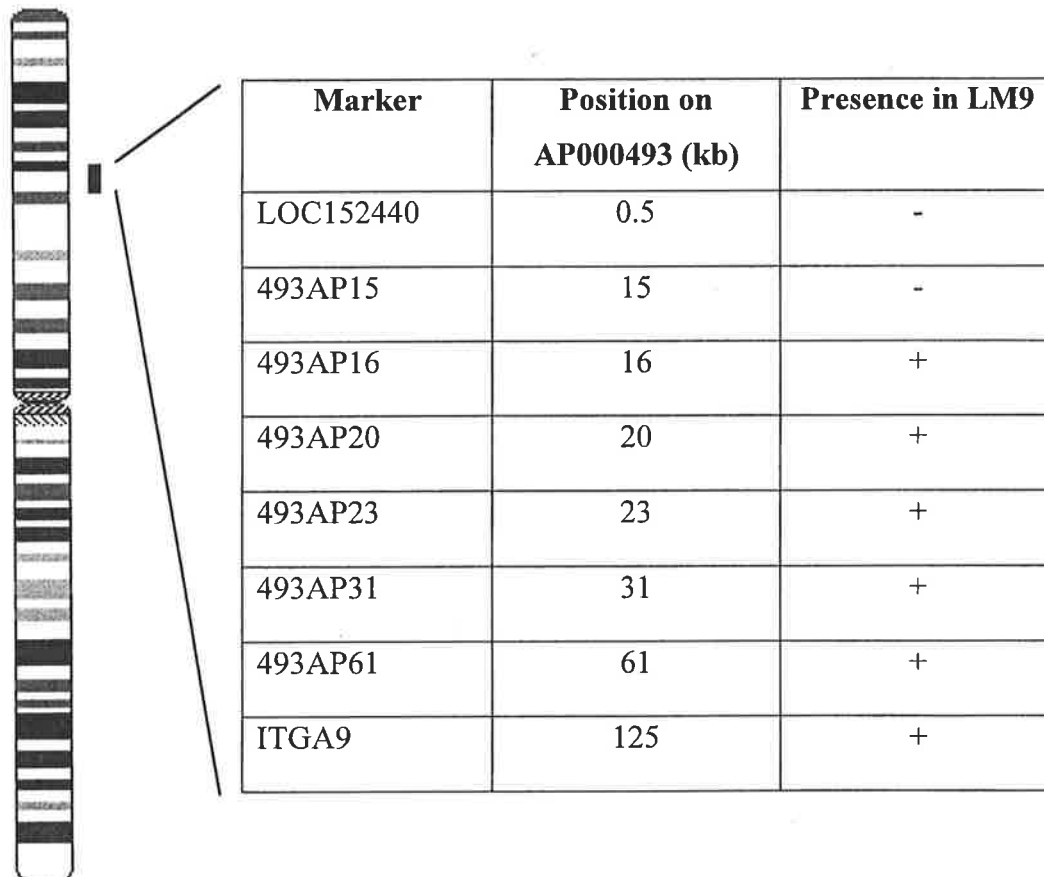 Marker Position on Presence in LM9
AP000493 (kb)
LOC152440 0.5 -
493AP15 15 -
493AP16 16 +
493AP20 20 +
493AP23 23 +
493AP31 31 +
493AP61 61 +
ITGA9 125 +